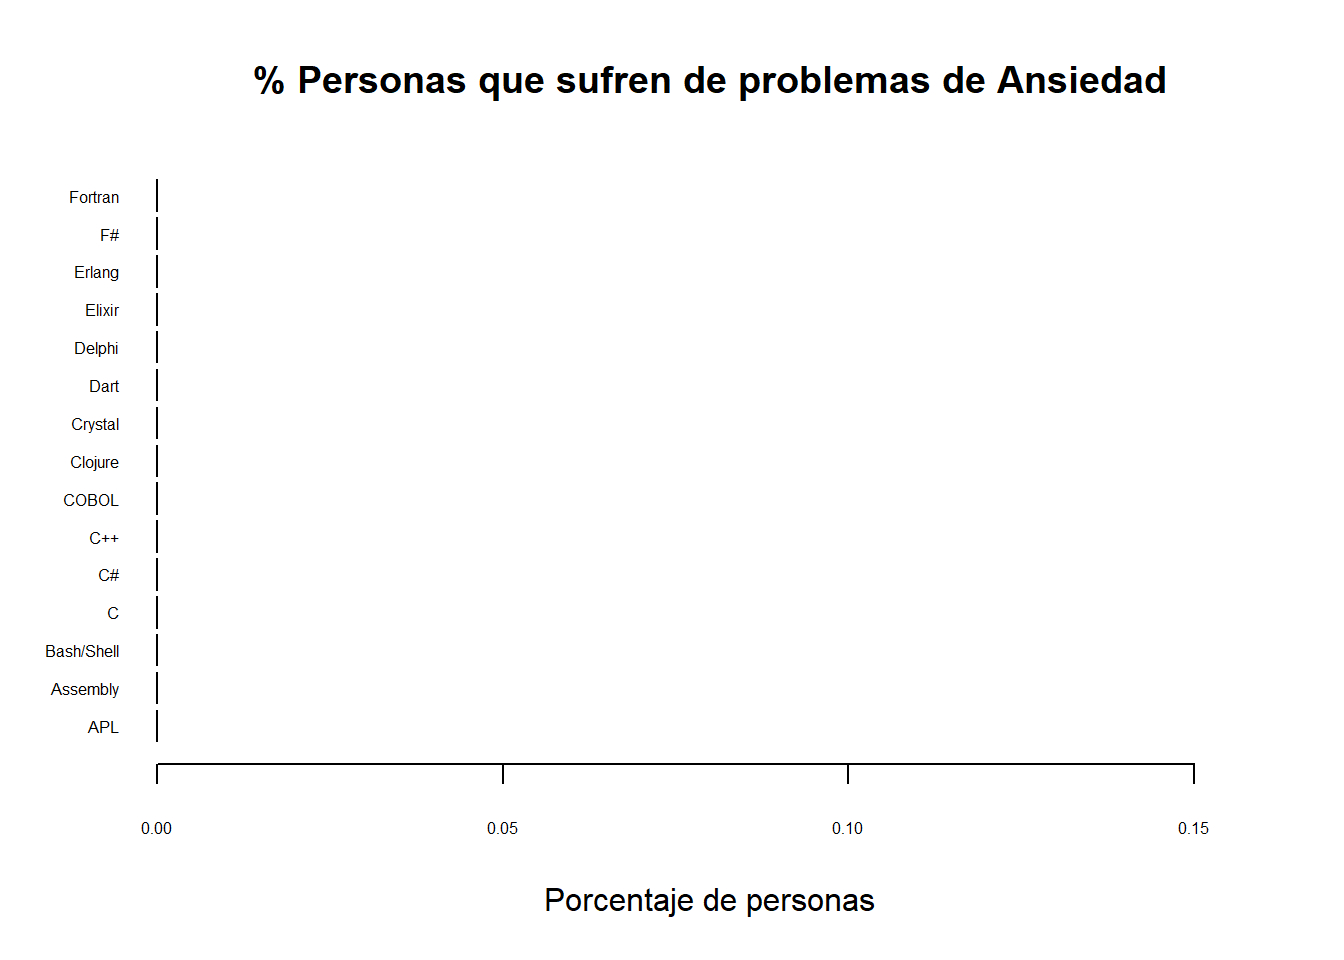 % Personas que sufren de problemas de Ansiedad
Fortran
F#
Erlang
Elixir
Delphi
Dart
Crystal
Clojure
COBOL
C++
C#
C
Bash/Shell
Assembly
APL
0.00 0.05 0.10 0.15
Porcentaje de personas